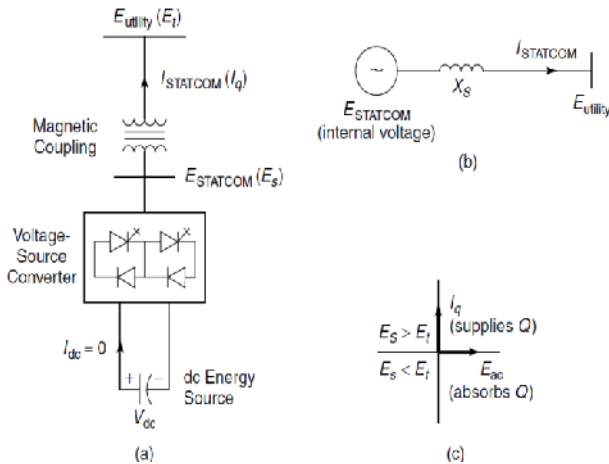 E_utility (E_t)
I_STATCOM (I_q)
Magnetic
Coupling
E_STATCOM (E_s)
Voltage-
Source
Converter
I_dc = 0
+ −
dc Energy
Source
V_dc
(a)
~
E_STATCOM
(internal voltage)
X_s
I_STATCOM
E_utility
(b)
I_q
(supplies Q)
E_S > E_t
E_s < E_t
E_ac
(absorbs Q)
(c)